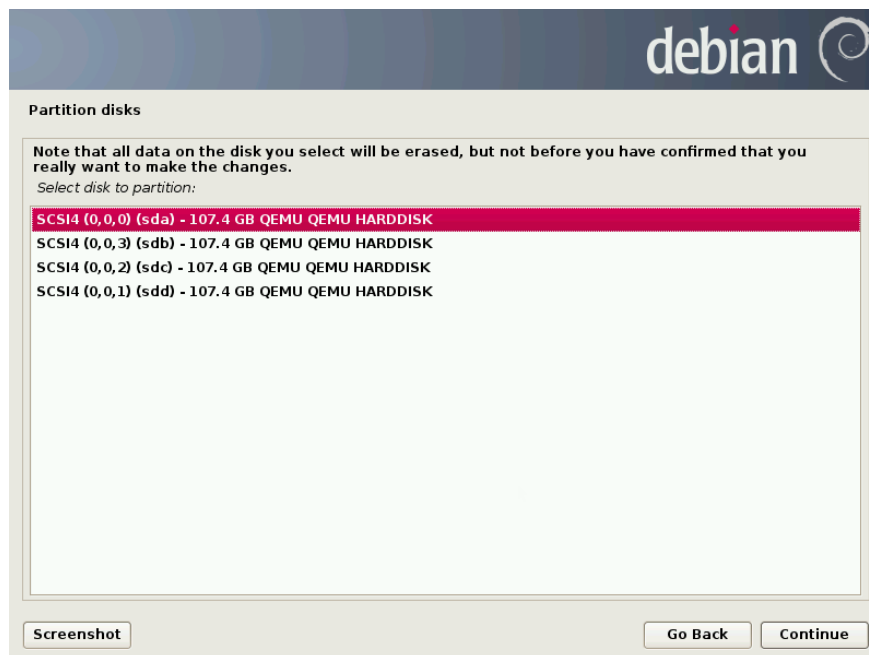 debian
Partition disks
Note that all data on the disk you select will be erased, but not before you have confirmed that you
really want to make the changes.
Select disk to partition:
SCSI4 (0,0,0) (sda) - 107.4 GB QEMU QEMU HARDDISK
SCSI4 (0,0,3) (sdb) - 107.4 GB QEMU QEMU HARDDISK
SCSI4 (0,0,2) (sdc) - 107.4 GB QEMU QEMU HARDDISK
SCSI4 (0,0,1) (sdd) - 107.4 GB QEMU QEMU HARDDISK
Screenshot Go Back Continue